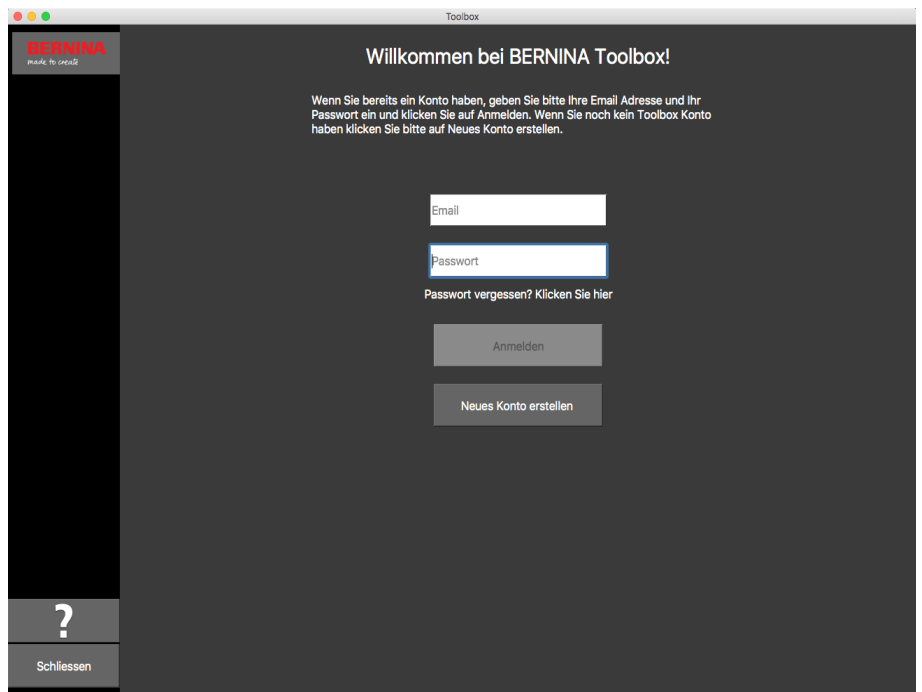 Toolbox
BERNINA
made to create
Willkommen bei BERNINA Toolbox!
Wenn Sie bereits ein Konto haben, geben Sie bitte Ihre Email Adresse und Ihr
Passwort ein und klicken Sie auf Anmelden. Wenn Sie noch kein Toolbox Konto
haben klicken Sie bitte auf Neues Konto erstellen.
Email
Passwort
Passwort vergessen? Klicken Sie hier
Anmelden
Neues Konto erstellen
?
Schliessen